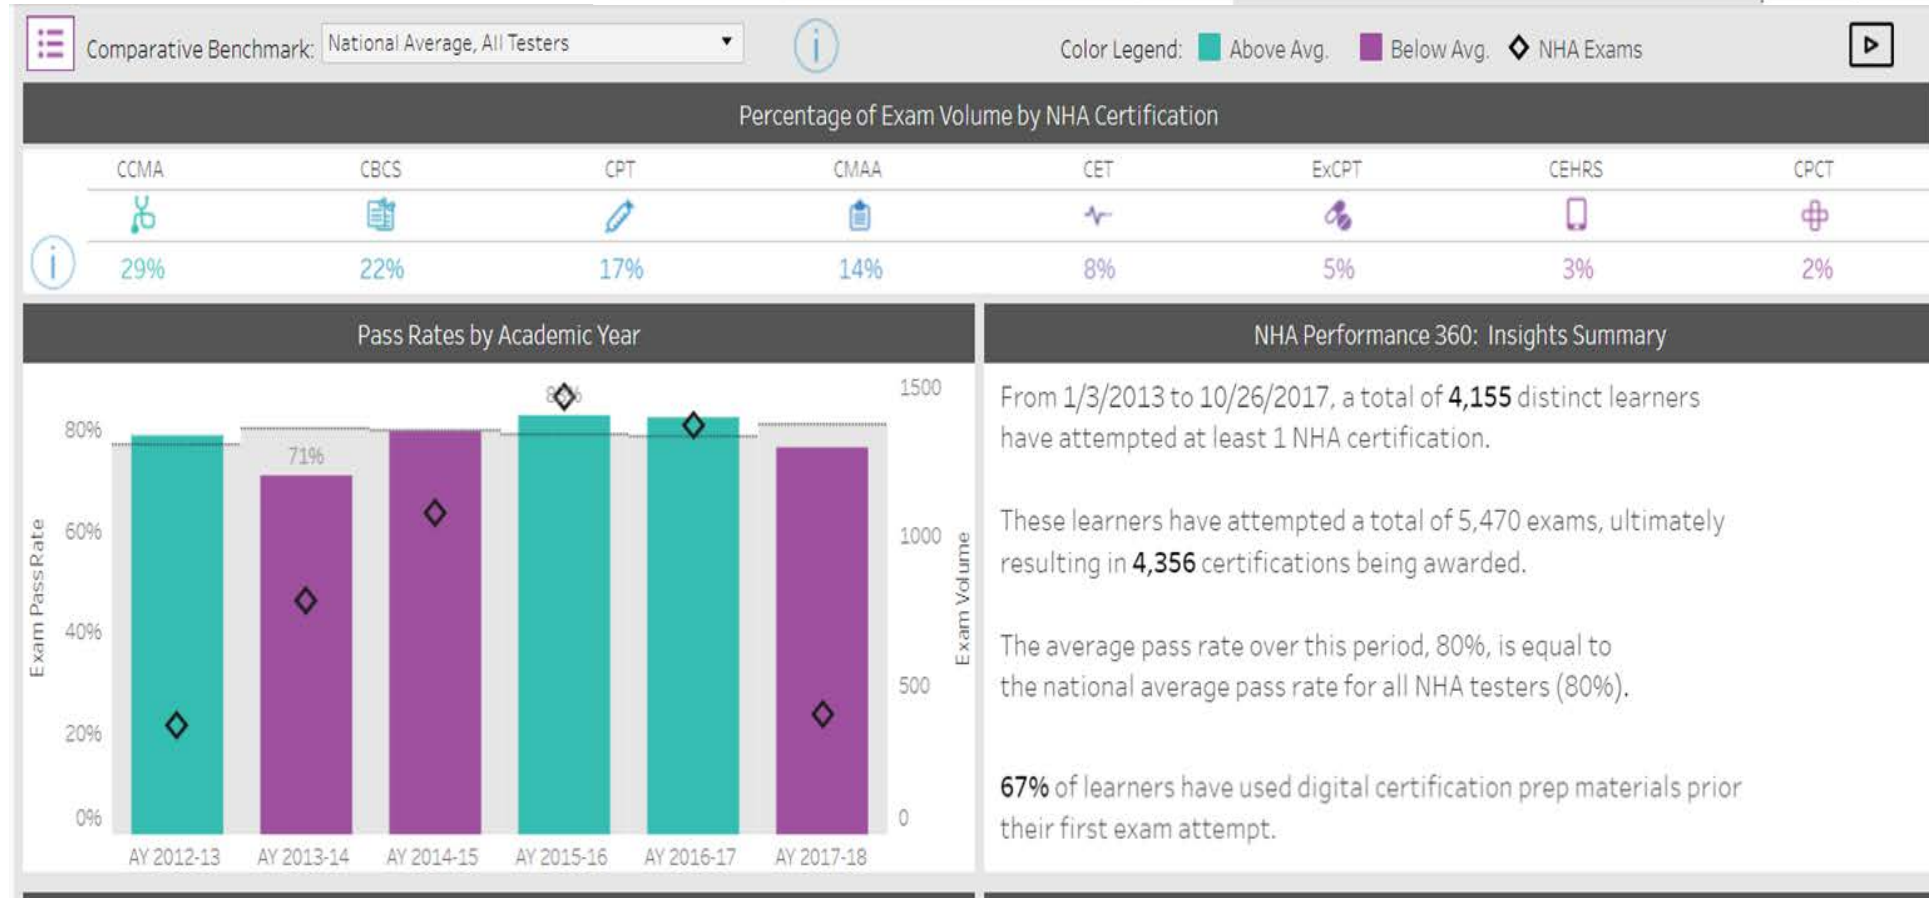 Comparative Benchmark: National Average, All Testers
Color Legend: Above Avg. Below Avg. NHA Exams
Percentage of Exam Volume by NHA Certification
CCMA CBCS CPT CMAA CET ExCPT CEHRS CPCT
29% 22% 17% 14% 8% 5% 3% 2%
Pass Rates by Academic Year
Exam Pass Rate
80%
60%
40%
20%
0%
71%
1500
1000
500
0
Exam Volume
AY 2012-13 AY 2013-14 AY 2014-15 AY 2015-16 AY 2016-17 AY 2017-18
NHA Performance 360: Insights Summary
From 1/3/2013 to 10/26/2017, a total of 4,155 distinct learners
have attempted at least 1 NHA certification.
These learners have attempted a total of 5,470 exams, ultimately
resulting in 4,356 certifications being awarded.
The average pass rate over this period, 80%, is equal to
the national average pass rate for all NHA testers (80%).
67% of learners have used digital certification prep materials prior
their first exam attempt.